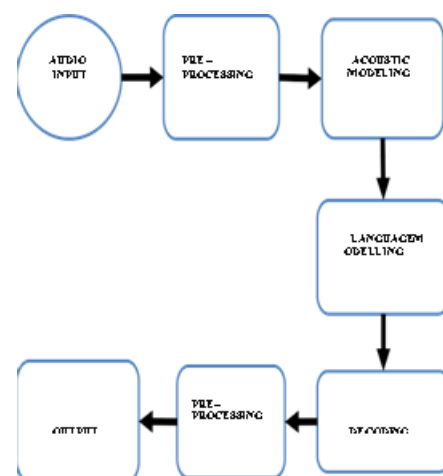 AUDIO
INPUT
PRE –
PROCESSING
ACOUSTIC
MODELING
LANGUAGEM
ODELLING
DECODING
PRE –
PROCESSING
OUTPUT